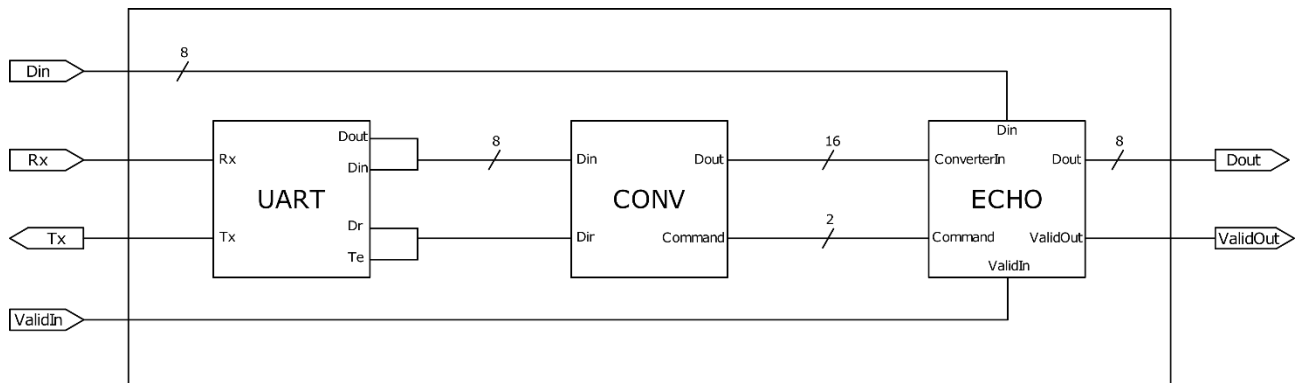 8
Din
Din
Dout
8
16
8
Rx
Rx
Din
Din
Dout
ConverterIn
Dout
Dout
UART
CONV
ECHO
Dr
Tx
Tx
Dir
Command
2
Command
ValidOut
ValidOut
Te
ValidIn
ValidIn